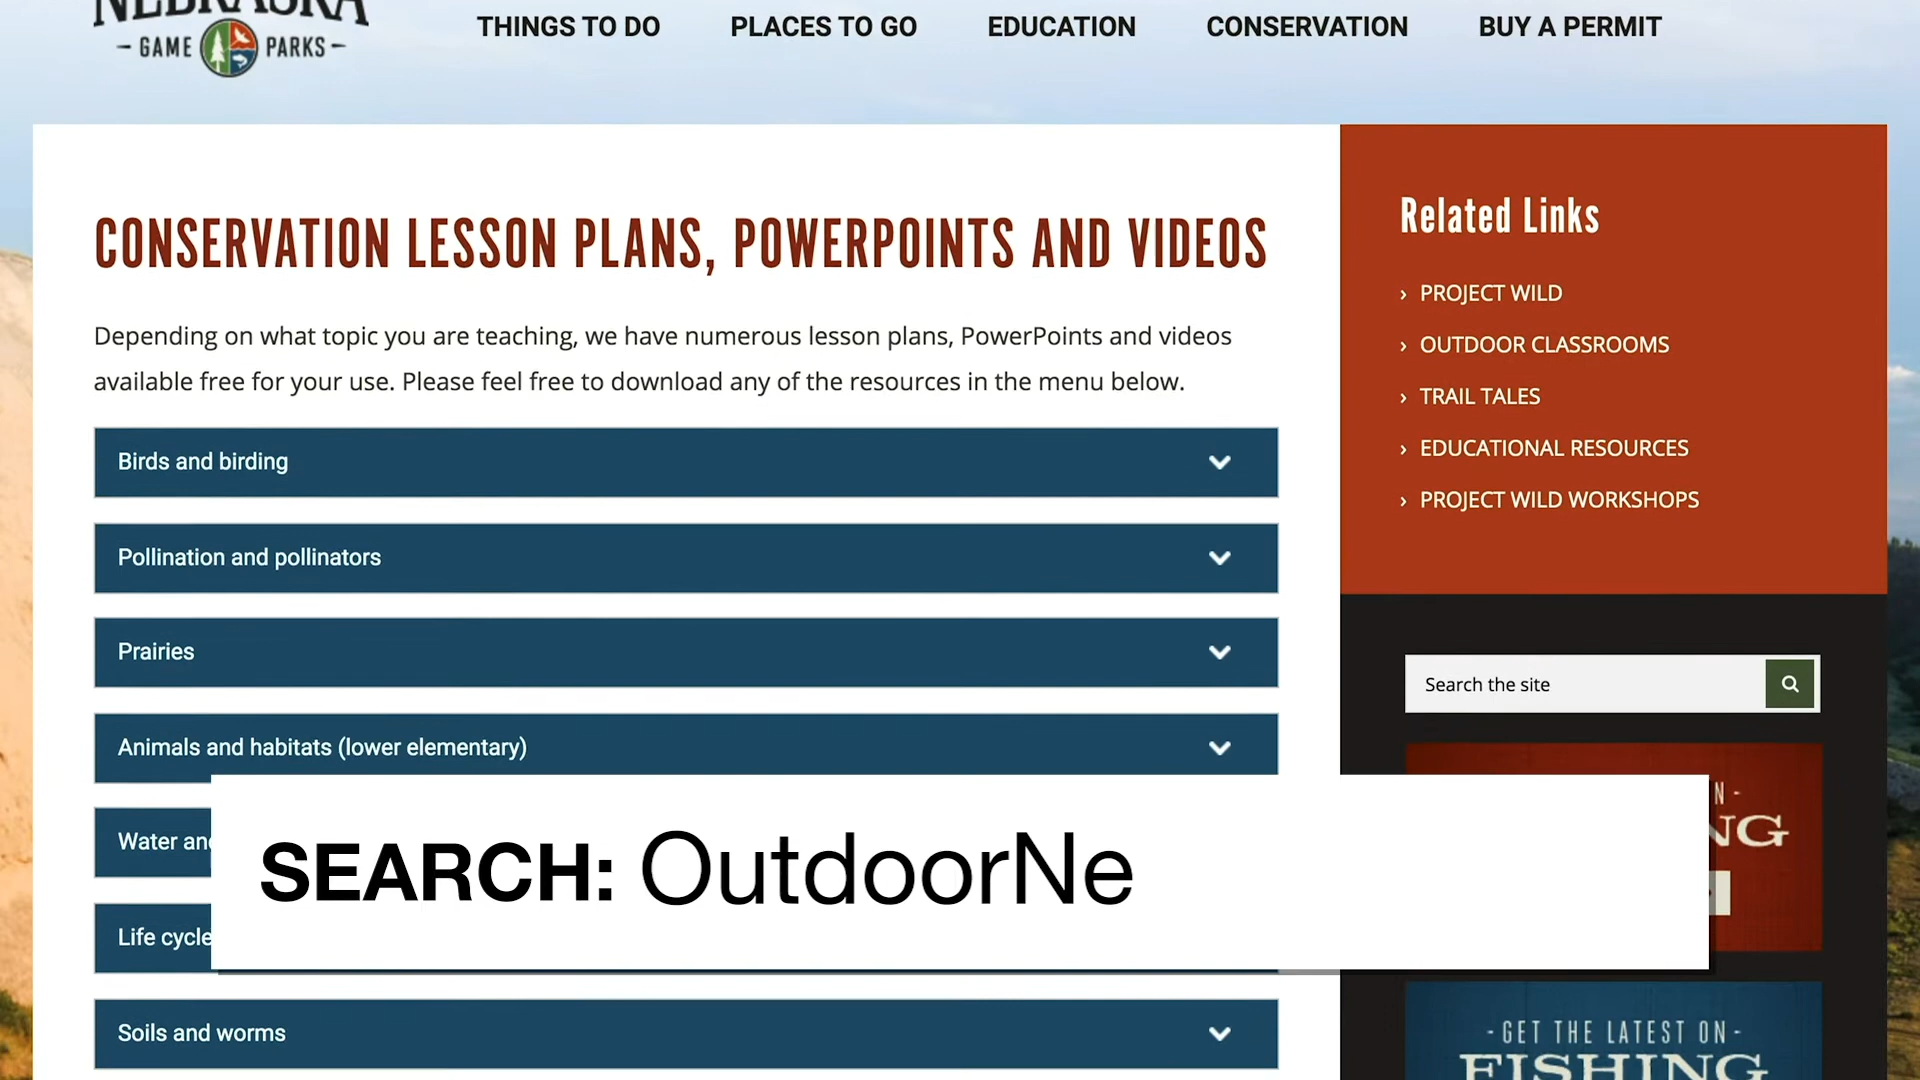 NEBRASKA
GAME PARKS
THINGS TO DO
PLACES TO GO
EDUCATION
CONSERVATION
BUY A PERMIT
CONSERVATION LESSON PLANS, POWERPOINTS AND VIDEOS
Depending on what topic you are teaching, we have numerous lesson plans, PowerPoints and videos
available free for your use. Please feel free to download any of the resources in the menu below.
Birds and birding
Pollination and pollinators
Prairies
Animals and habitats (lower elementary)
Water
Life cycle
Soils and worms
Related Links
› PROJECT WILD
› OUTDOOR CLASSROOMS
› TRAIL TALES
› EDUCATIONAL RESOURCES
› PROJECT WILD WORKSHOPS
Search the site
SEARCH: OutdoorNe
-GET THE LATEST ON-
FISHING